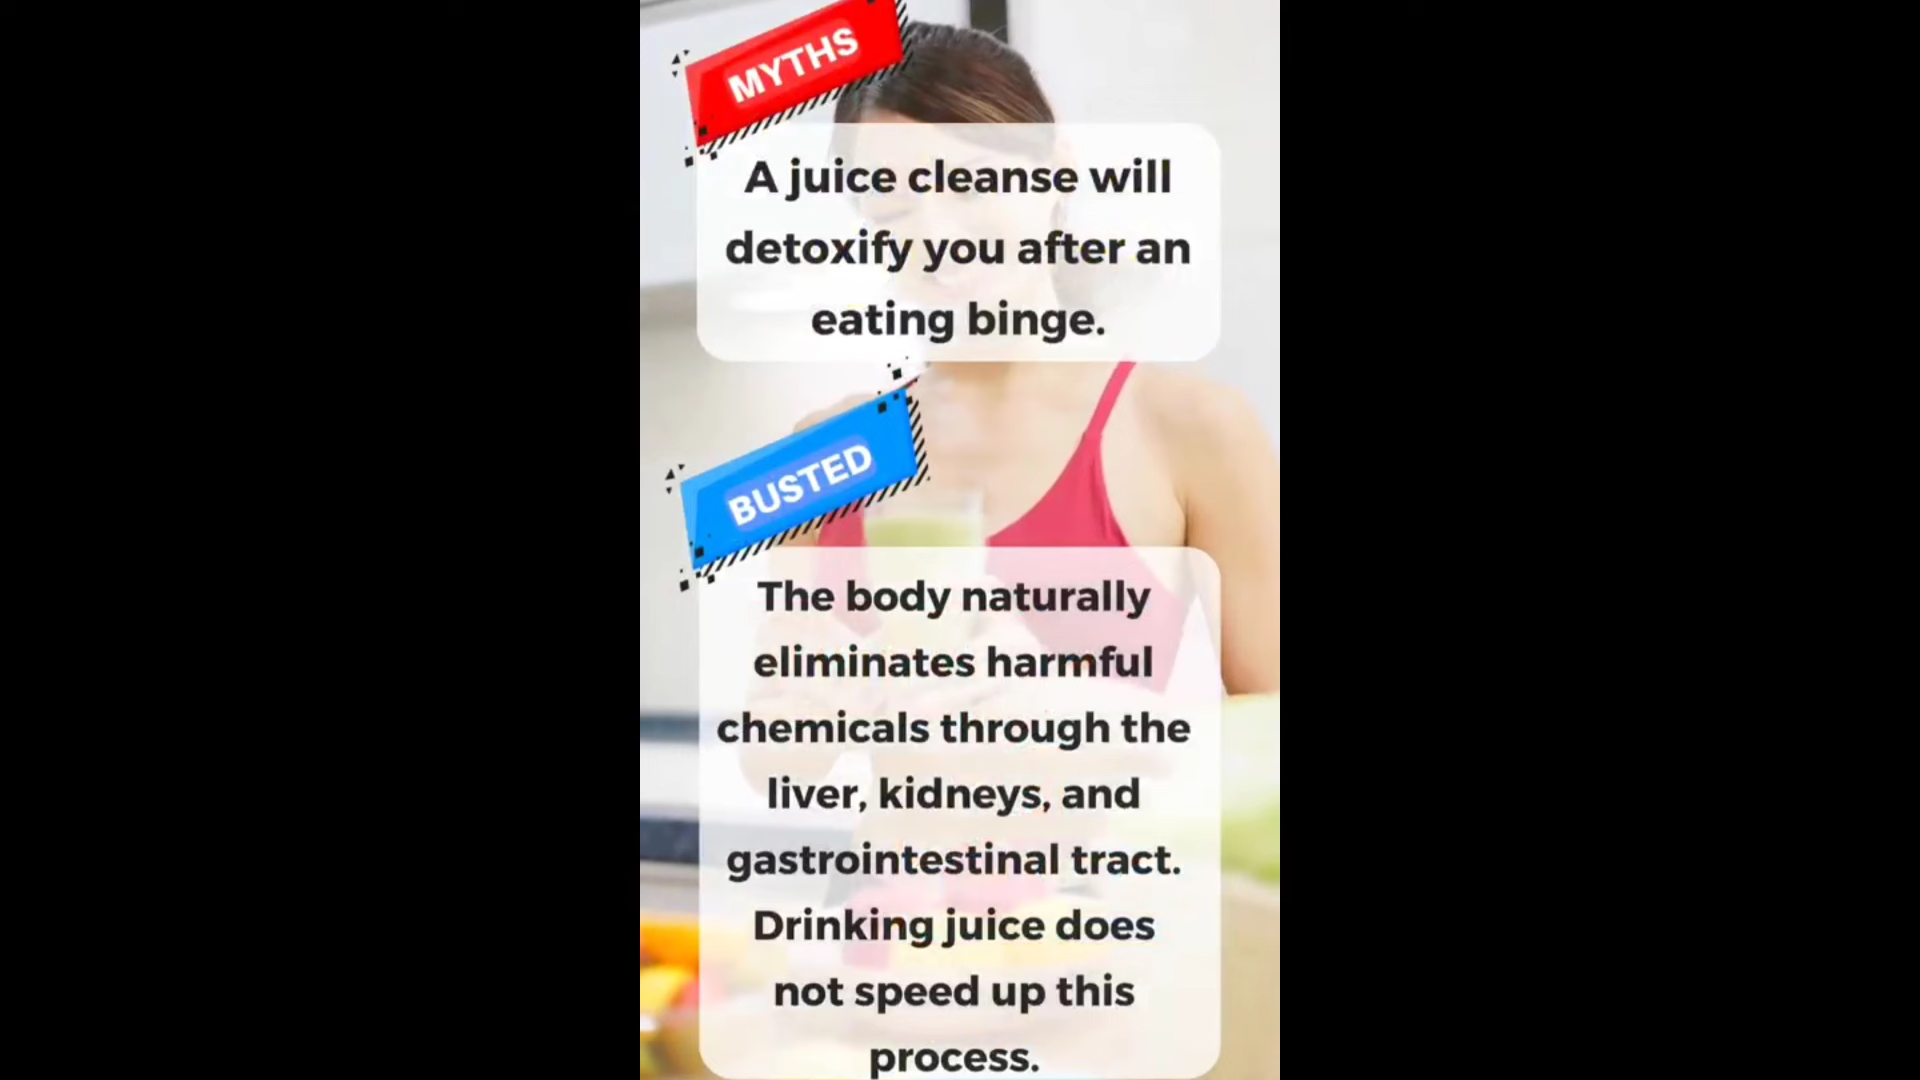 MYTHS
A juice cleanse will
detoxify you after an
eating binge.
BUSTED
The body naturally
eliminates harmful
chemicals through the
liver, kidneys, and
gastrointestinal tract.
Drinking juice does
not speed up this
process.